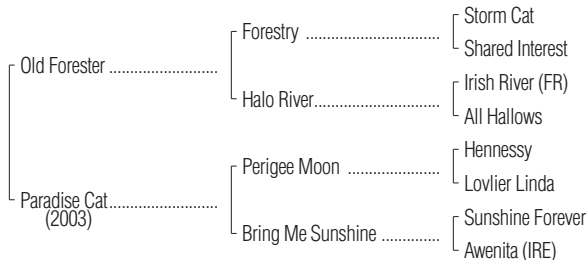 Storm Cat
Forestry ..............................
Shared Interest
Old Forester ........................
Irish River (FR)
Halo River............................
All Hallows
Hennessy
Perigee Moon .....................
Lovlier Linda
Paradise Cat........................
(2003)
Sunshine Forever
Bring Me Sunshine .............
Awenita (IRE)